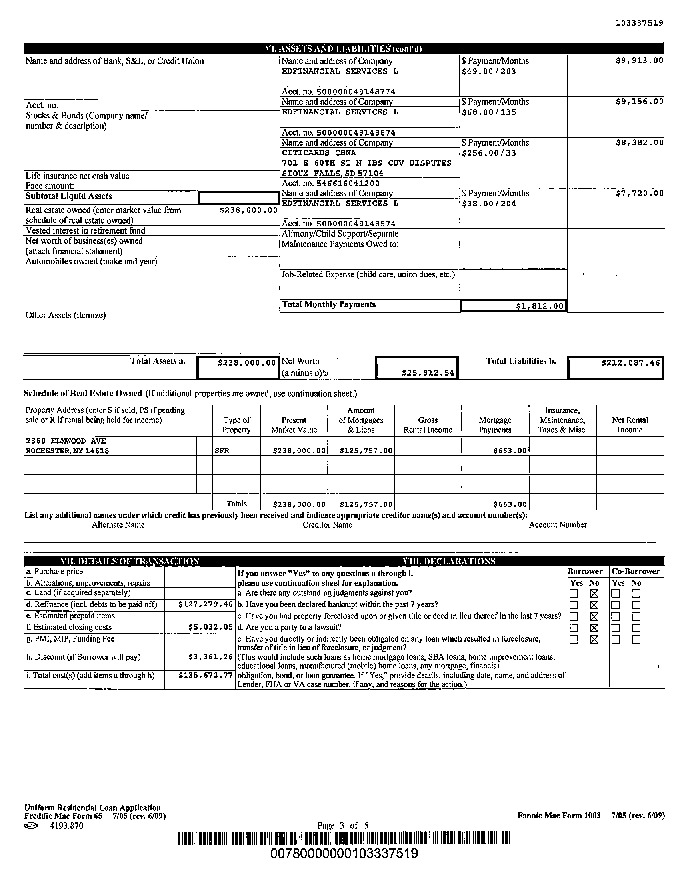 103337519
VI. ASSETS AND LIABILITIES (cont'd)
Name and address of Bank, S&L, or Credit Union
Acct. no.
Stocks & Bonds (Company name/
number & description)
Life insurance net cash value
Face amount:
Subtotal Liquid Assets
Real estate owned (enter market value from $238,000.00
schedule of real estate owned)
Vested interest in retirement fund
Net worth of business(es) owned
(attach financial statement)
Automobiles owned (make and year)
Other Assets (itemize)
Name and address of Company $ Payment/Months $9,913.00
EDFINANCIAL SERVICES L $49.00/203
Acct. no.
Name and address of Company $ Payment/Months $9,156.00
EDFINANCIAL SERVICES L $68.00/135
Acct. no.
Name and address of Company $ Payment/Months $8,382.00
CITICARDS CBNA $256.00/33
701 E 60TH ST N IBS CDV DISPUTES
SIOUX FALLS, SD 57104
Acct. no. 546616041200
Name and address of Company $ Payment/Months $7,720.00
EDFINANCIAL SERVICES L $38.00/204
Acct. no.
Alimony/Child Support/Separate
Maintenance Payments Owed to:
Job-Related Expense (child care, union dues, etc.)
Total Monthly Payments $1,812.00
Total Assets a. $238,000.00 Net Worth (a minus b) $25,912.54 Total Liabilities b. $212,087.46
Schedule of Real Estate Owned (If additional properties are owned, use continuation sheet.)
Property Address (enter S if sold, PS if pending
sale or R if rental being held for income)
Type of Property
Present Market Value
Amount of Mortgages & Liens
Gross Rental Income
Mortgage Payments
Insurance, Maintenance, Taxes & Misc
Net Rental Income
ELMWOOD AVE
ROCHESTER, NY 14618 SFR $238,000.00 $125,757.00 $653.00
Totals $238,000.00 $125,757.00 $653.00
List any additional names under which credit has previously been received and indicate appropriate creditor name(s) and account number(s):
Alternate Name Creditor Name Account Number
VII. DETAILS OF TRANSACTION
a. Purchase price
b. Alterations, improvements, repairs
c. Land (if acquired separately)
d. Refinance (incl. debts to be paid off) $127,279.46
e. Estimated prepaid items
f. Estimated closing costs $5,032.05
g. PMI, MIP, Funding Fee
h. Discount (if Borrower will pay) $3,361.26
i. Total costs (add items a through h) $135,672.77
VIII. DECLARATIONS
If you answer "Yes" to any questions a through i, Borrower Co-Borrower
please use continuation sheet for explanation. Yes No Yes No
a. Are there any outstanding judgments against you?
b. Have you been declared bankrupt within the past 7 years?
c. Have you had property foreclosed upon or given title or deed in lieu thereof in the last 7 years?
d. Are you a party to a lawsuit?
e. Have you directly or indirectly been obligated on any loan which resulted in foreclosure,
transfer of title in lieu of foreclosure, or judgment?
(This would include such loans as home mortgage loans, SBA loans, home improvement loans,
educational loans, manufactured (mobile) home loans, any mortgage, financial
obligation, bond, or loan guarantee. If "Yes," provide details, including date, name, and address of
Lender, FHA or VA case number, if any, and reasons for the action.)
Uniform Residential Loan Application
Freddie Mac Form 65 7/05 (rev. 6/09) Fannie Mae Form 1003 7/05 (rev. 6/09)
4193.870 Page 3 of 5
00780000000103337519